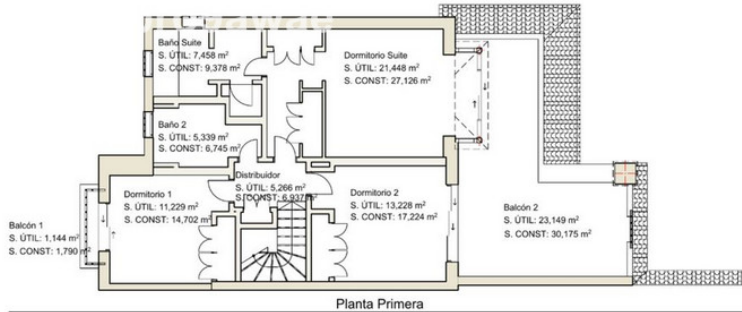 Baño Suite
S. ÚTIL: 7,458 m²
S. CONST: 9,378 m²
Dormitorio Suite
S. ÚTIL: 21,448 m²
S. CONST: 27,126 m²
Baño 2
S. ÚTIL: 5,339 m²
S. CONST: 6,745 m²
Distribuidor
S. ÚTIL: 5,266 m²
S. CONST: 6,937 m²
Dormitorio 1
S. ÚTIL: 11,229 m²
S. CONST: 14,702 m²
Dormitorio 2
S. ÚTIL: 13,228 m²
S. CONST: 17,224 m²
Balcón 1
S. ÚTIL: 1,144 m²
S. CONST: 1,790 m²
Balcón 2
S. ÚTIL: 23,149 m²
S. CONST: 30,175 m²
Planta Primera